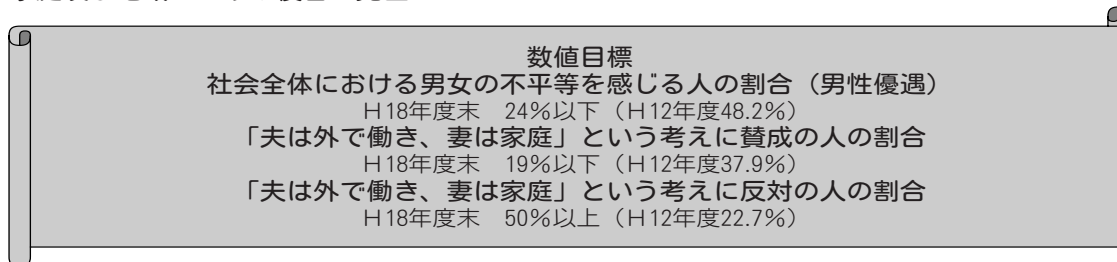 数値目標
社会全体における男女の不平等を感じる人の割合（男性優遇）
H18年度末　24%以下（H12年度48.2%）
「夫は外で働き、妻は家庭」という考えに賛成の人の割合
H18年度末　19%以下（H12年度37.9%）
「夫は外で働き、妻は家庭」という考えに反対の人の割合
H18年度末　50%以上（H12年度22.7%）